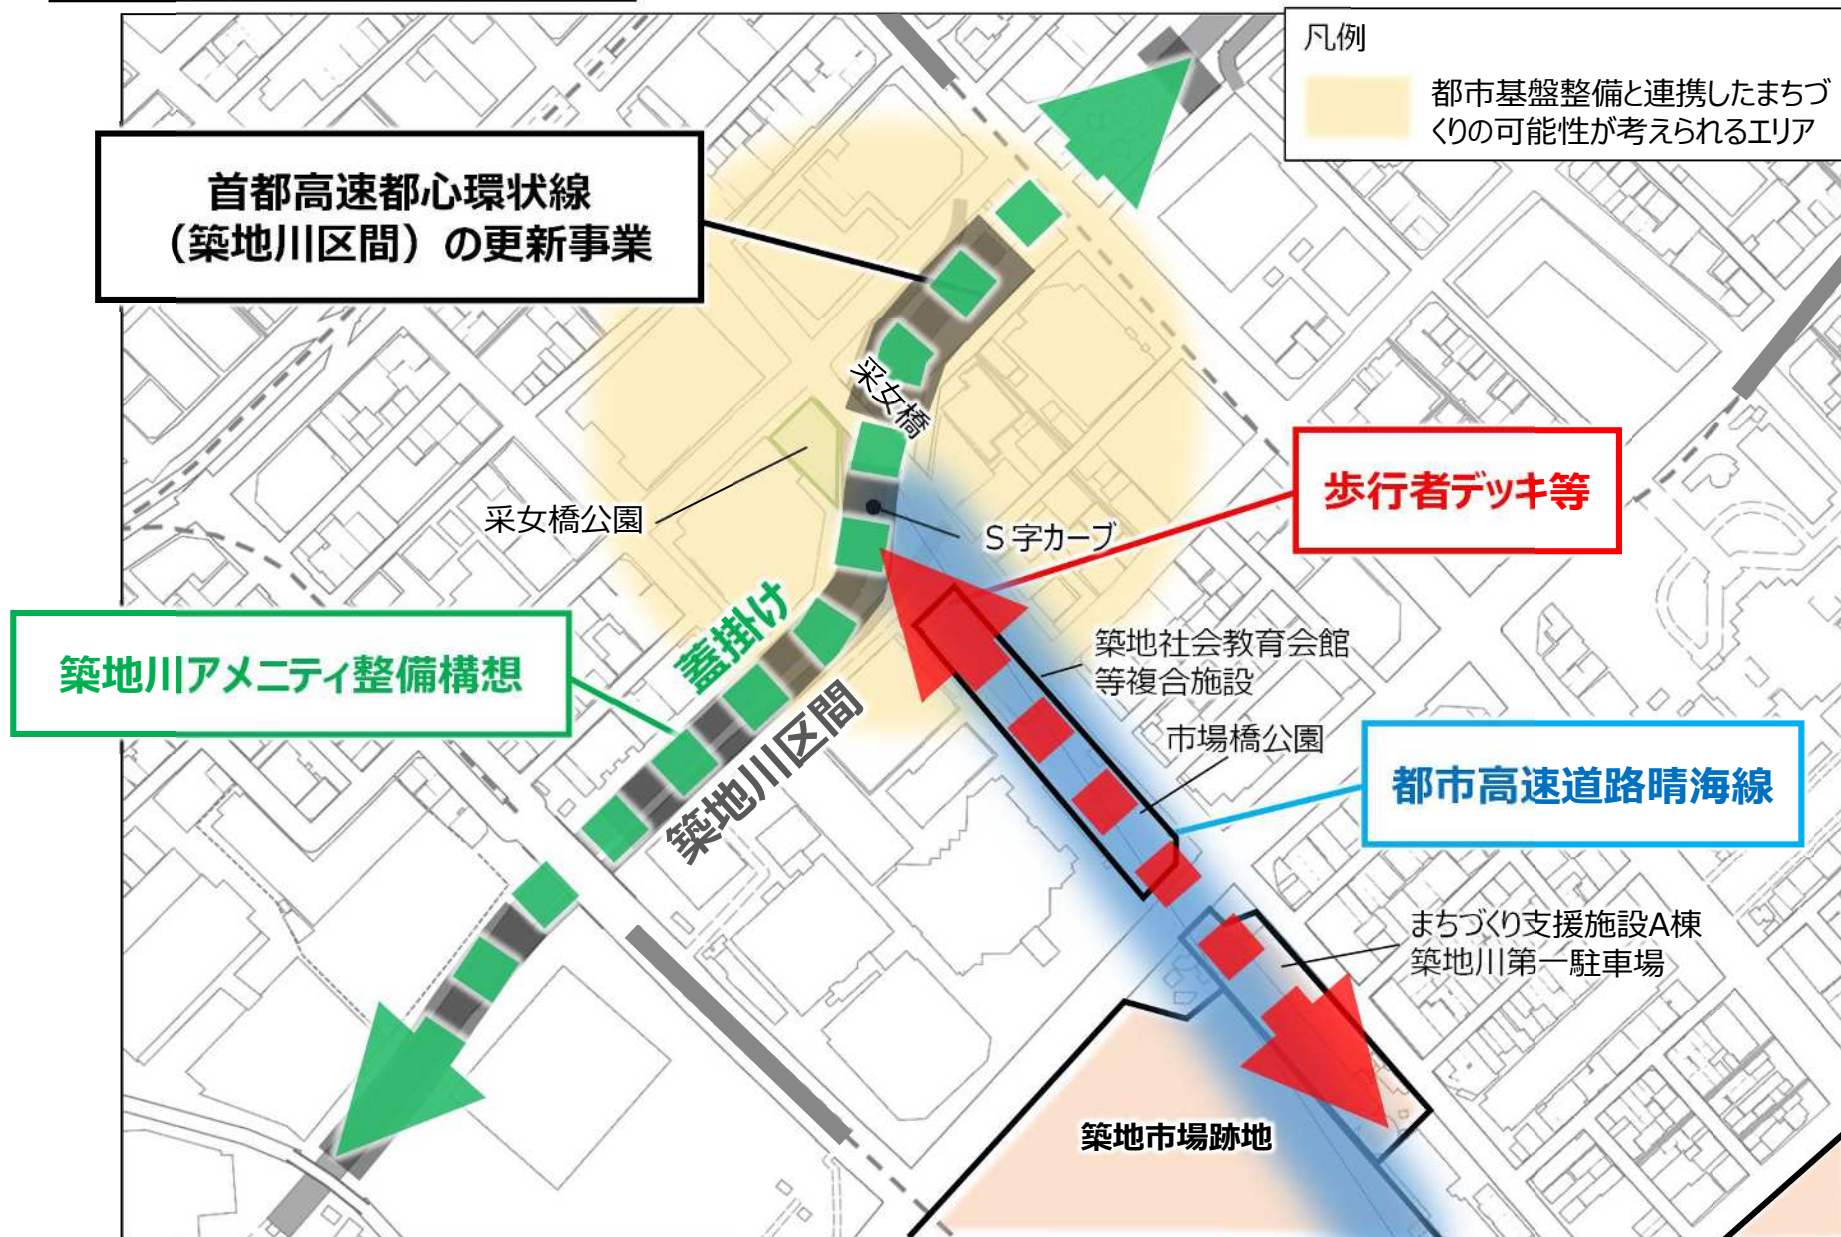 凡例
都市基盤整備と連携したまちづ
くりの可能性が考えられるエリア
首都高速都心環状線
（築地川区間）の更新事業
采女橋
歩行者デッキ等
采女橋公園
S字カーブ
蓋掛け
築地川アメニティ整備構想
築地社会教育会館
等複合施設
築地川区間
市場橋公園
都市高速道路晴海線
まちづくり支援施設A棟
築地川第一駐車場
築地市場跡地